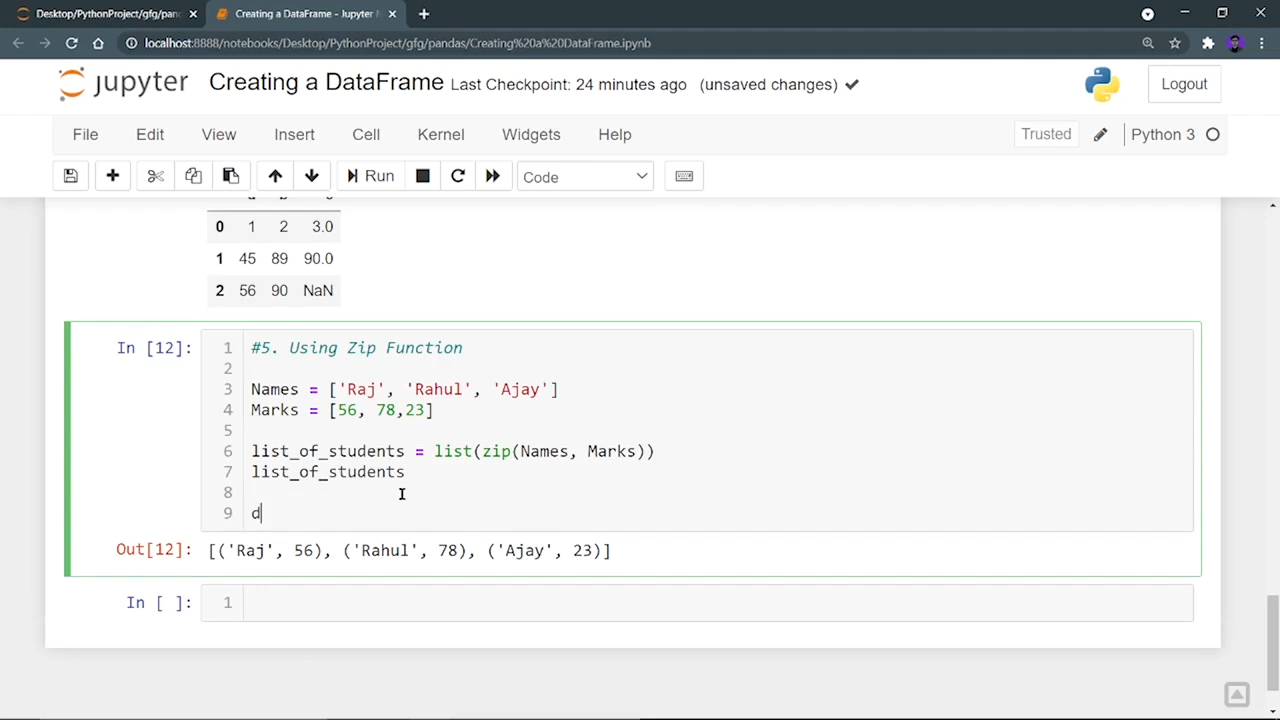 Desktop/PythonProject/gfg/pand
Creating a DataFrame - Jupyter
localhost:8888/notebooks/Desktop/PythonProject/gfg/pandas/Creating%20a%20DataFrame.ipynb
jupyter Creating a DataFrame Last Checkpoint: 24 minutes ago (unsaved changes) Logout
File Edit View Insert Cell Kernel Widgets Help Trusted Python 3
Run Code
0 1 2 3.0
1 45 89 90.0
2 56 90 NaN
In [12]: 1 #5. Using Zip Function
2
3 Names = ['Raj', 'Rahul', 'Ajay']
4 Marks = [56, 78,23]
5
6 list_of_students = list(zip(Names, Marks))
7 list_of_students
8
9 d
Out[12]: [('Raj', 56), ('Rahul', 78), ('Ajay', 23)]
In [ ]: 1